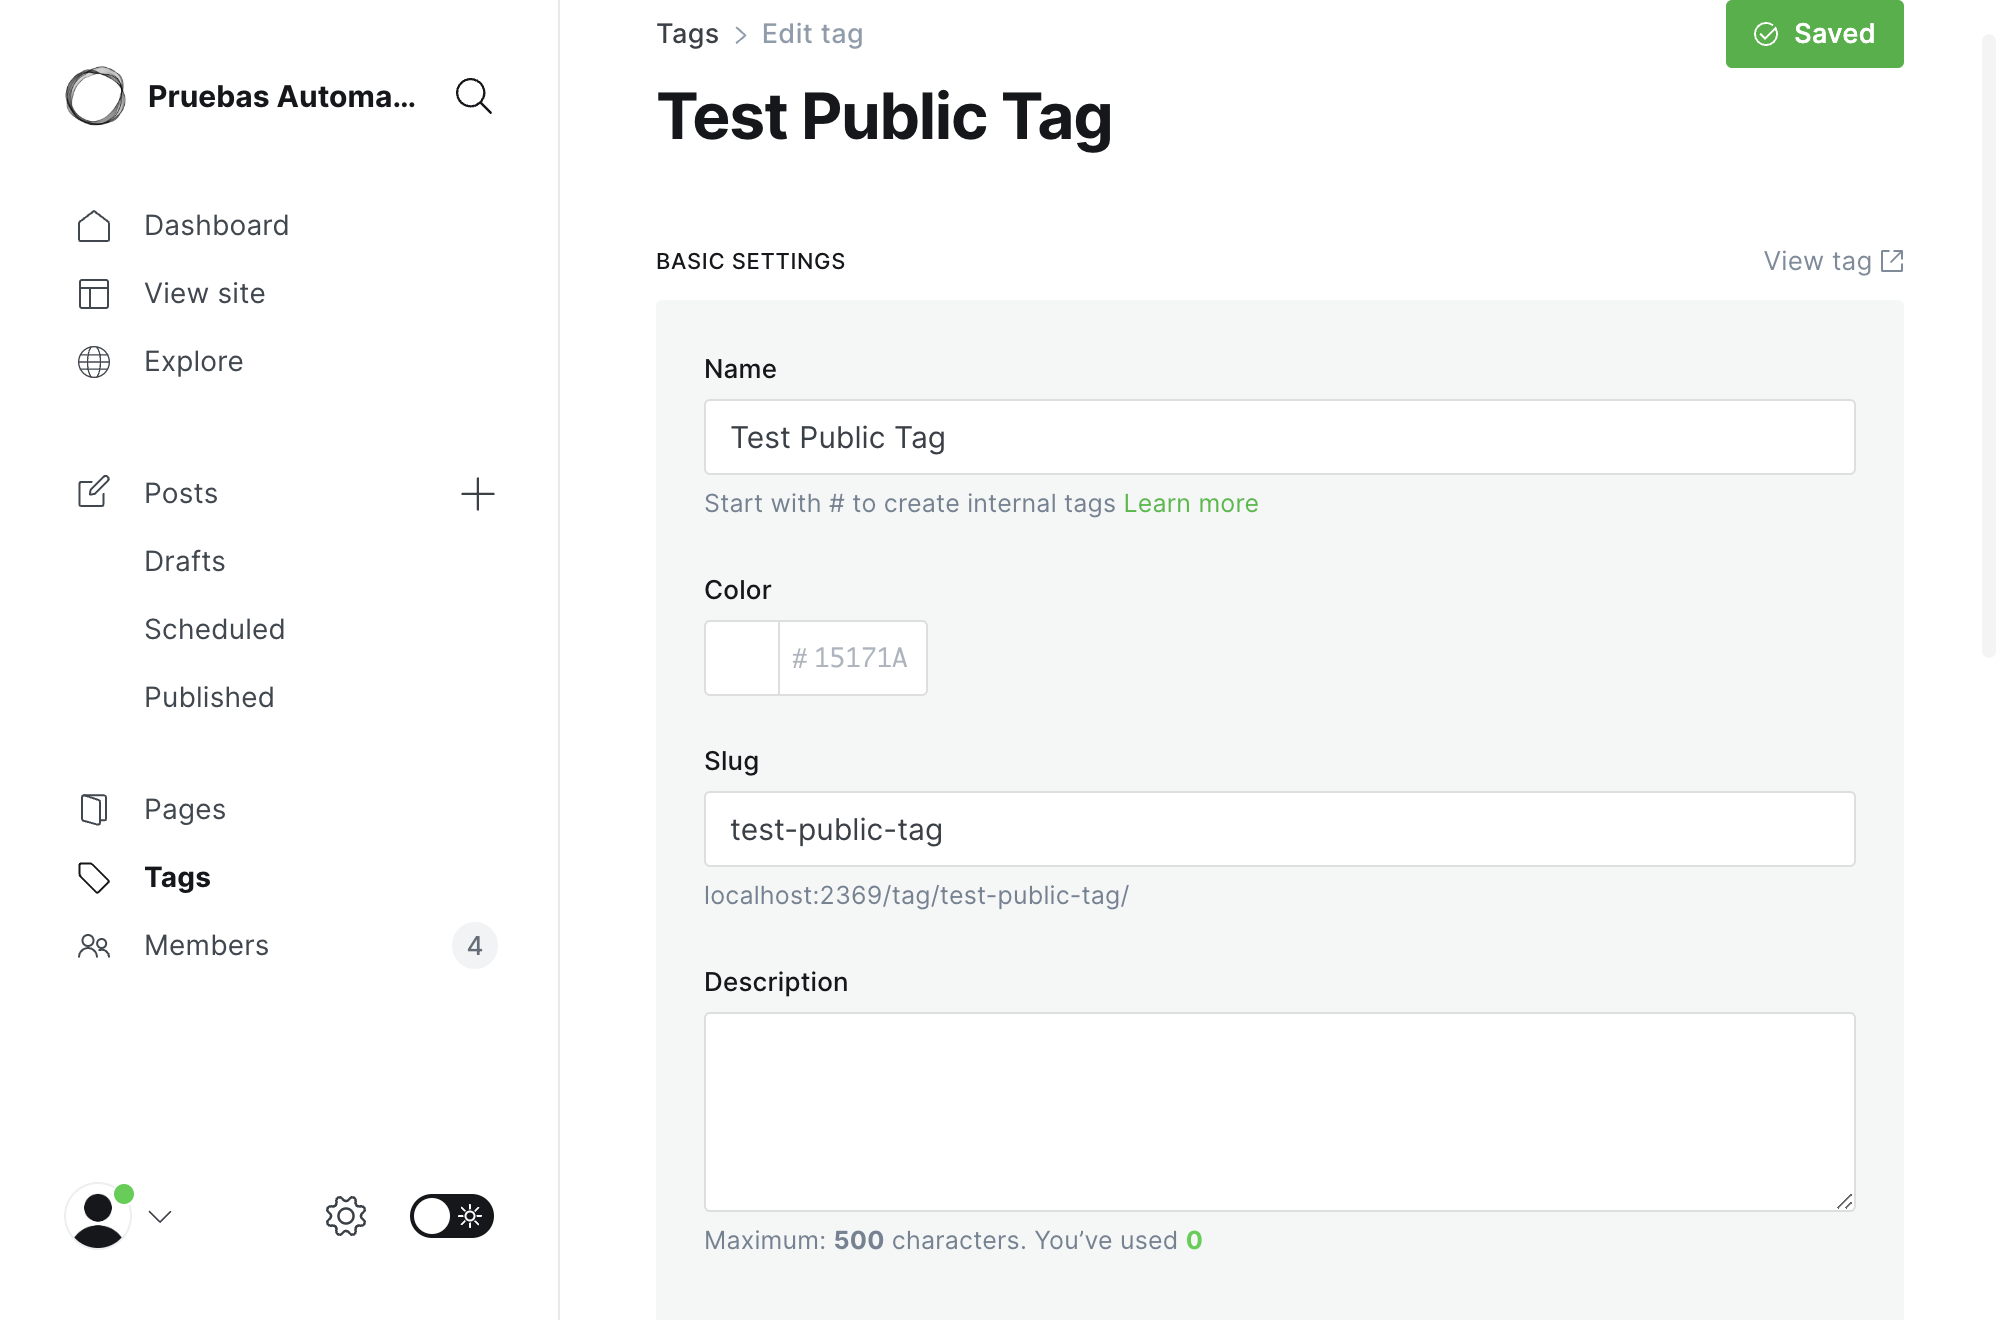 Pruebas Automa...
Dashboard
View site
Explore
Posts
Drafts
Scheduled
Published
Pages
Tags
Members 4
Tags > Edit tag
Saved
Test Public Tag
BASIC SETTINGS
View tag
Name
Test Public Tag
Start with # to create internal tags Learn more
Color
# 15171A
Slug
test-public-tag
localhost:2369/tag/test-public-tag/
Description
Maximum: 500 characters. You’ve used 0